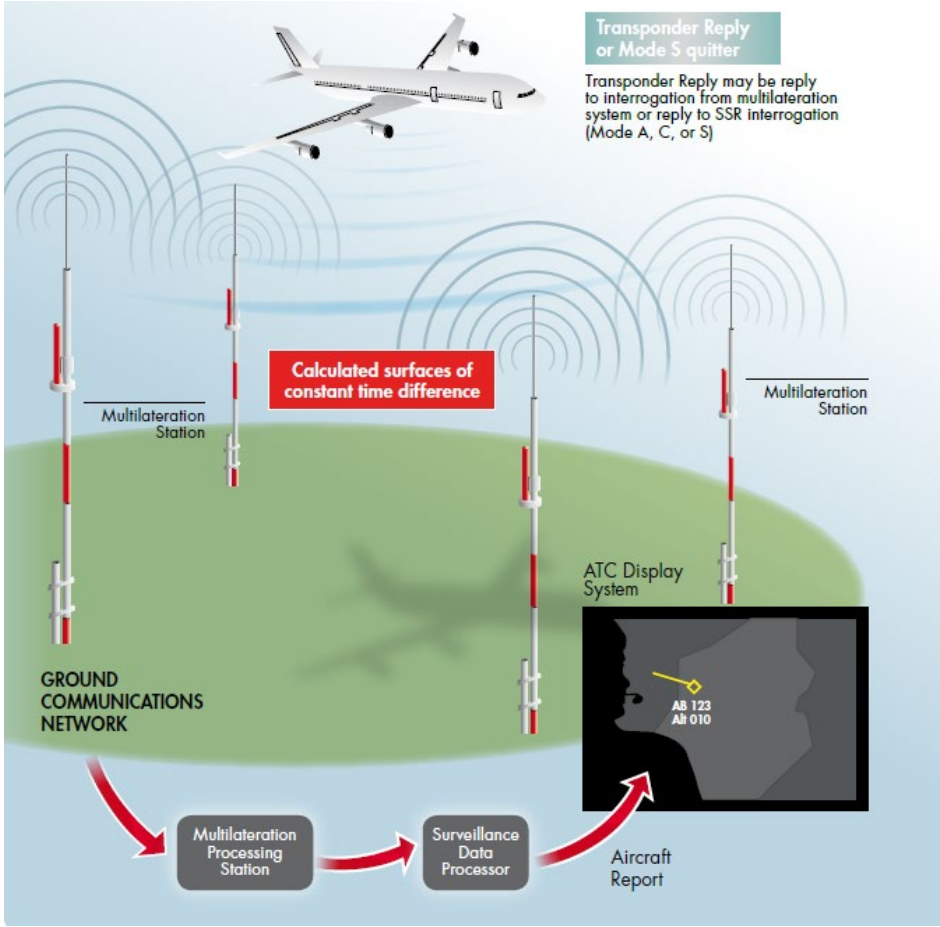 Transponder Reply
or Mode S quitter
Transponder Reply may be reply
to interrogation from multilateration
system or reply to SSR interrogation
(Mode A, C, or S)
Calculated surfaces of
constant time difference
Multilateration
Station
Multilateration
Station
ATC Display
System
AB 123
Alt 010
GROUND
COMMUNICATIONS
NETWORK
Multilateration
Processing
Station
Surveillance
Data
Processor
Aircraft
Report